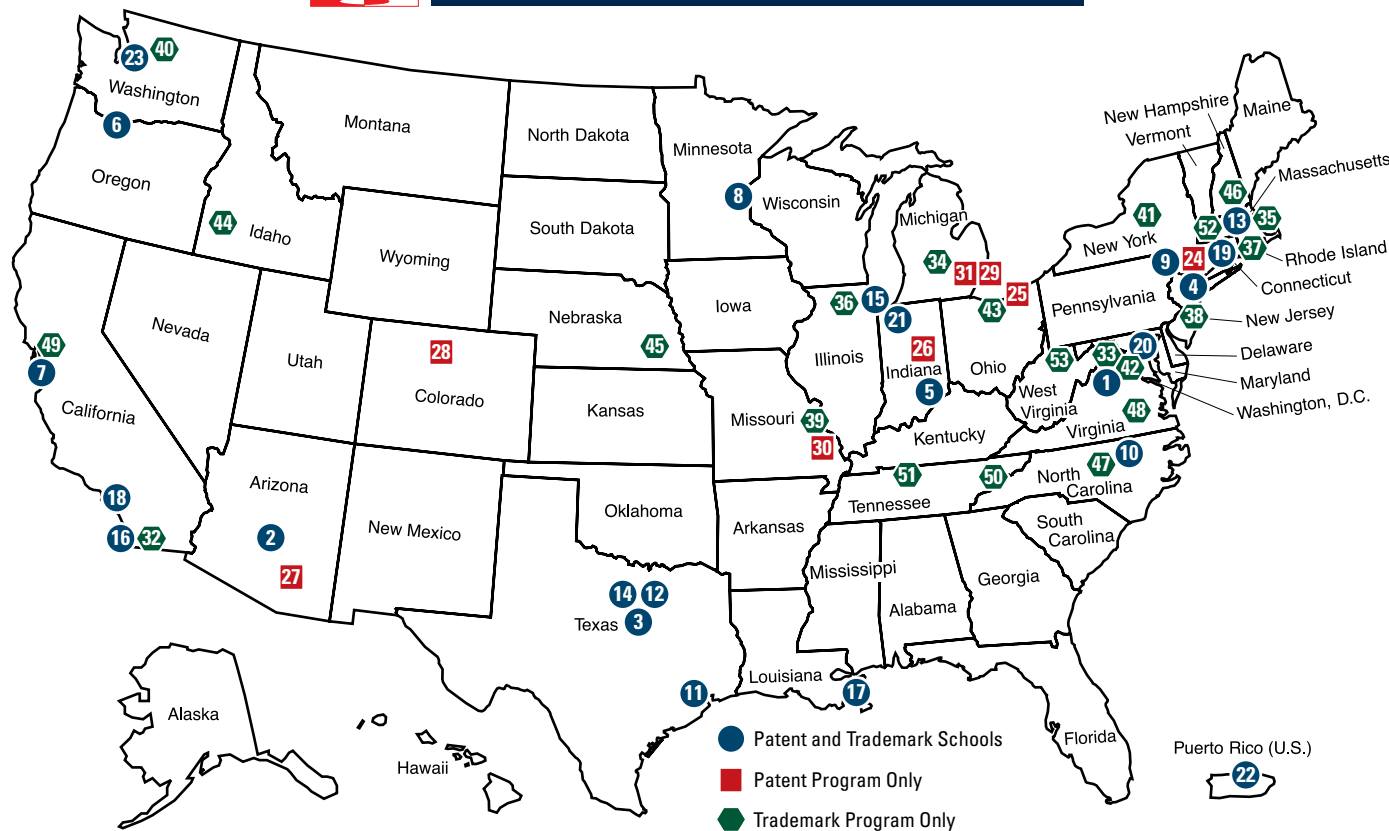 23
40
Washington
6
Oregon
Montana
North Dakota
Minnesota
8
Wisconsin
Michigan
New Hampshire
Vermont
Maine
Massachusetts
46
41
13
35
52
New York
19
37
Rhode Island
Connecticut
9
24
4
44
Idaho
South Dakota
Wyoming
34
31
29
25
43
36
15
21
Pennsylvania
38
New Jersey
Delaware
Maryland
Washington, D.C.
20
33
42
53
1
49
7
California
Nevada
Utah
28
Colorado
Nebraska
45
Iowa
Illinois
26
Indiana
5
Ohio
West
Virginia
48
Virginia
Kansas
Missouri
39
30
Kentucky
10
47
North
Carolina
50
51
Tennessee
18
16
32
Arizona
2
27
New Mexico
Oklahoma
Arkansas
South
Carolina
Mississippi
Alabama
Georgia
14
12
Texas
3
11
Louisiana
17
Florida
Alaska
Hawaii
Puerto Rico (U.S.)
22
Patent and Trademark Schools
Patent Program Only
Trademark Program Only